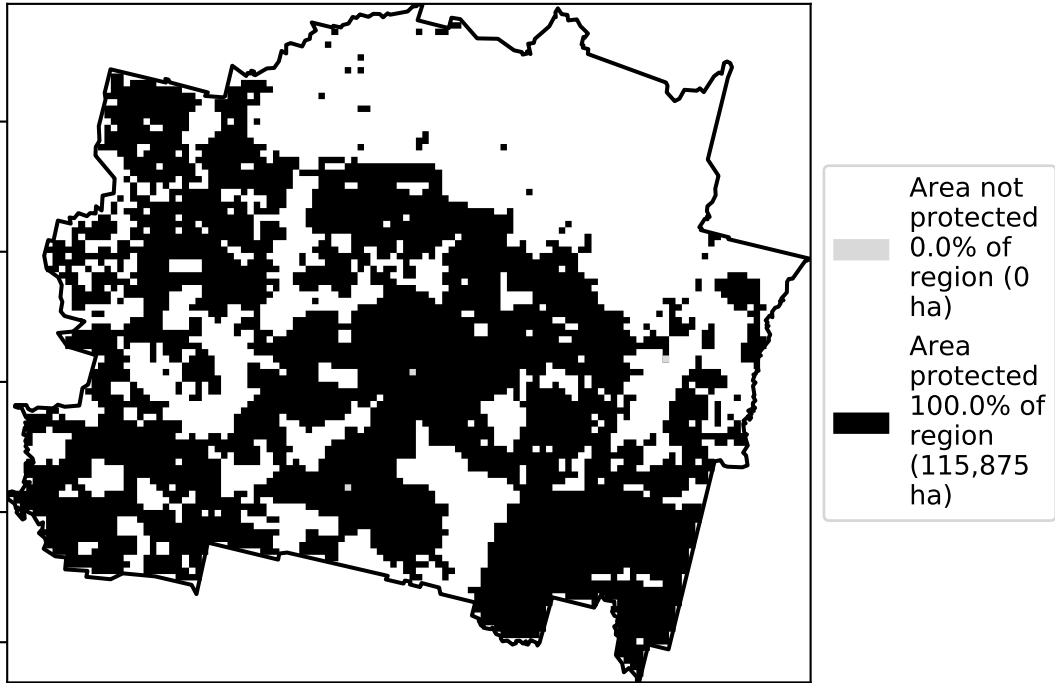 Area not
protected
0.0% of
region (0
ha)
Area
protected
100.0% of
region
(115,875
ha)